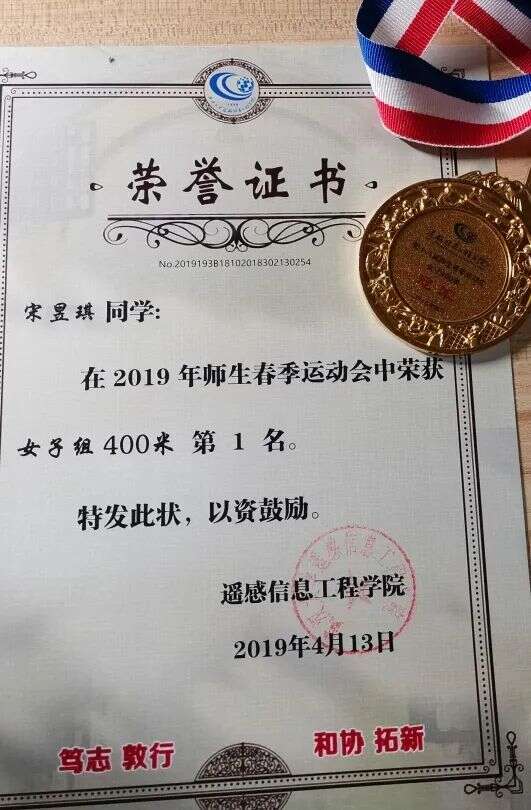 荣誉证书
No.2019193B18102018302130254
宋昱琪 同学:
在 2019 年师生春季运动会中荣获
女子组 400米 第 1 名。
特发此状，以资鼓励。
遥感信息工程学院
2019年4月13日
笃志 敦行 和协 拓新